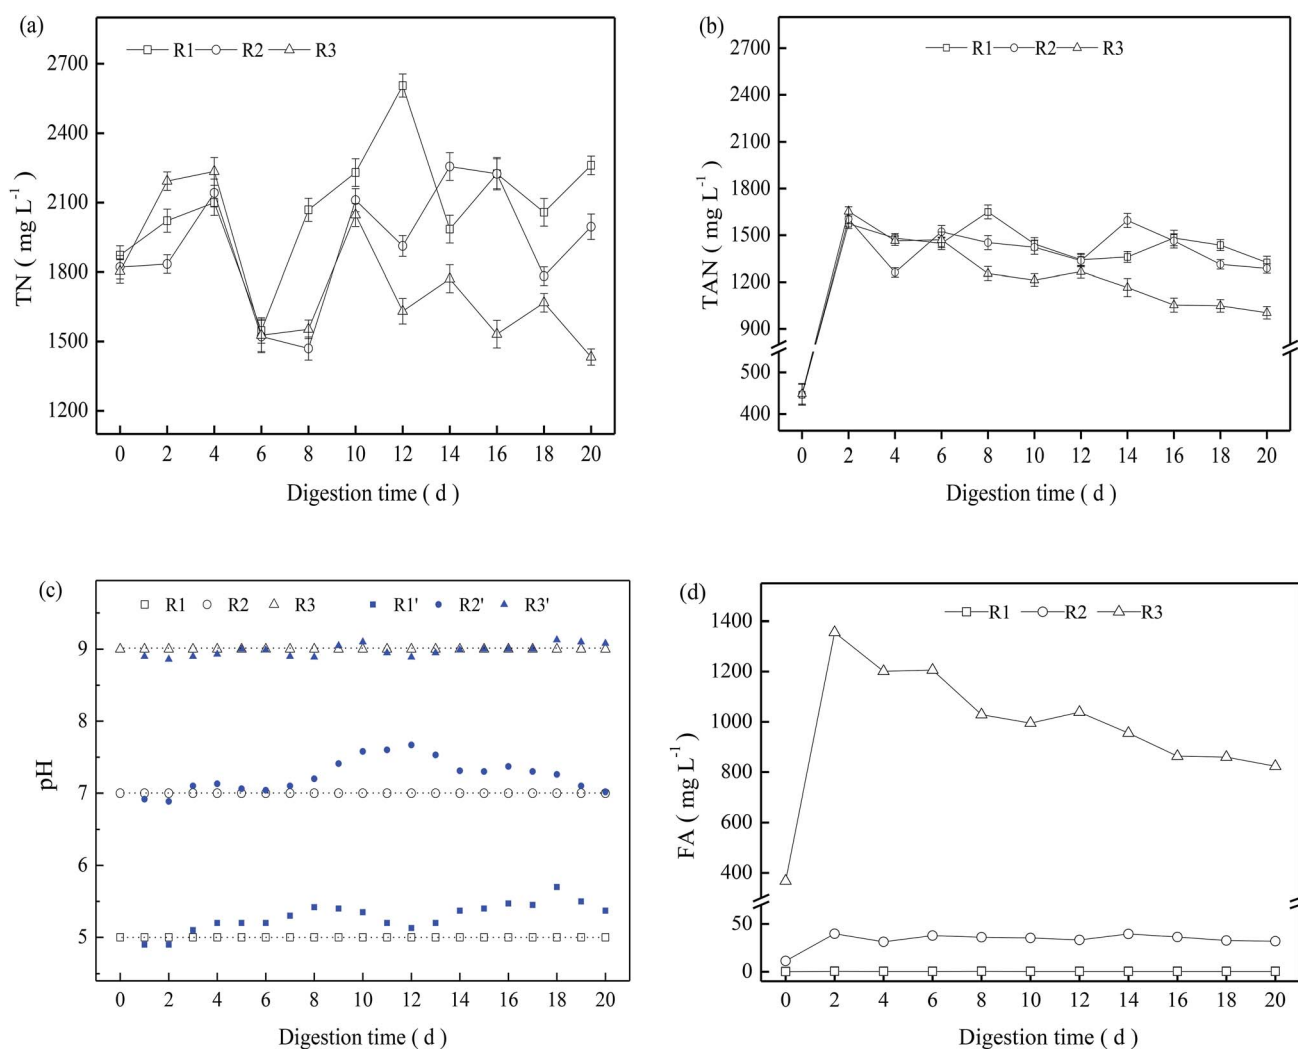 (a)
R1 R2 R3
2700
2400
2100
1800
1500
1200
TN ( mg L⁻¹ )
0 2 4 6 8 10 12 14 16 18 20
Digestion time ( d )
(b)
R1 R2 R3
2700
2400
2100
1800
1500
1200
900
500
400
TAN ( mg L⁻¹ )
0 2 4 6 8 10 12 14 16 18 20
Digestion time ( d )
(c)
R1 R2 R3 R1' R2' R3'
9
8
7
6
5
pH
0 2 4 6 8 10 12 14 16 18 20
Digestion time ( d )
(d)
R1 R2 R3
1400
1200
1000
800
400
50
0
FA ( mg L⁻¹ )
0 2 4 6 8 10 12 14 16 18 20
Digestion time ( d )